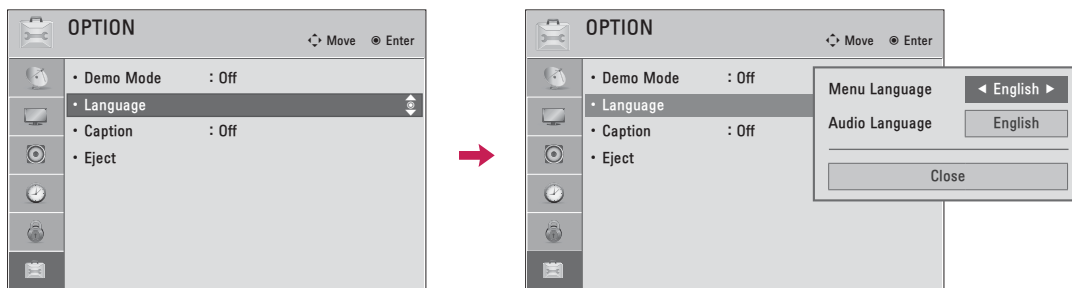 OPTION
Move Enter
• Demo Mode : Off
• Language
• Caption : Off
• Eject
OPTION
Move Enter
• Demo Mode : Off
• Language
• Caption : Off
• Eject
Menu Language ◄ English ►
Audio Language English
Close